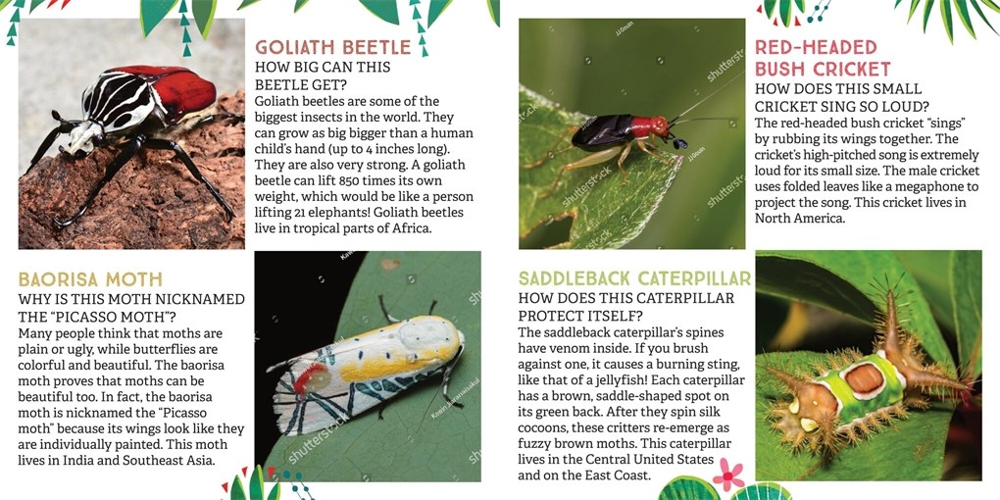 GOLIATH BEETLE
HOW BIG CAN THIS
BEETLE GET?
Goliath beetles are some of the
biggest insects in the world. They
can grow as big bigger than a human
child's hand (up to 4 inches long).
They are also very strong. A goliath
beetle can lift 850 times its own
weight, which would be like a person
lifting 21 elephants! Goliath beetles
live in tropical parts of Africa.
BAORISA MOTH
WHY IS THIS MOTH NICKNAMED
THE "PICASSO MOTH"?
Many people think that moths are
plain or ugly, while butterflies are
colorful and beautiful. The baorisa
moth proves that moths can be
beautiful too. In fact, the baorisa
moth is nicknamed the "Picasso
moth" because its wings look like they
are individually painted. This moth
lives in India and Southeast Asia.
shutterstock
RED-HEADED
BUSH CRICKET
HOW DOES THIS SMALL
CRICKET SING SO LOUD?
The red-headed bush cricket "sings"
by rubbing its wings together. The
cricket's high-pitched song is extremely
loud for its small size. The male cricket
uses folded leaves like a megaphone to
project the song. This cricket lives in
North America.
shutterstock
SADDLEBACK CATERPILLAR
HOW DOES THIS CATERPILLAR
PROTECT ITSELF?
The saddleback caterpillar's spines
have venom inside. If you brush
against one, it causes a burning sting,
like that of a jellyfish! Each caterpillar
has a brown, saddle-shaped spot on
its green back. After they spin silk
cocoons, these critters re-emerge as
fuzzy brown moths. This caterpillar
lives in the Central United States
and on the East Coast.